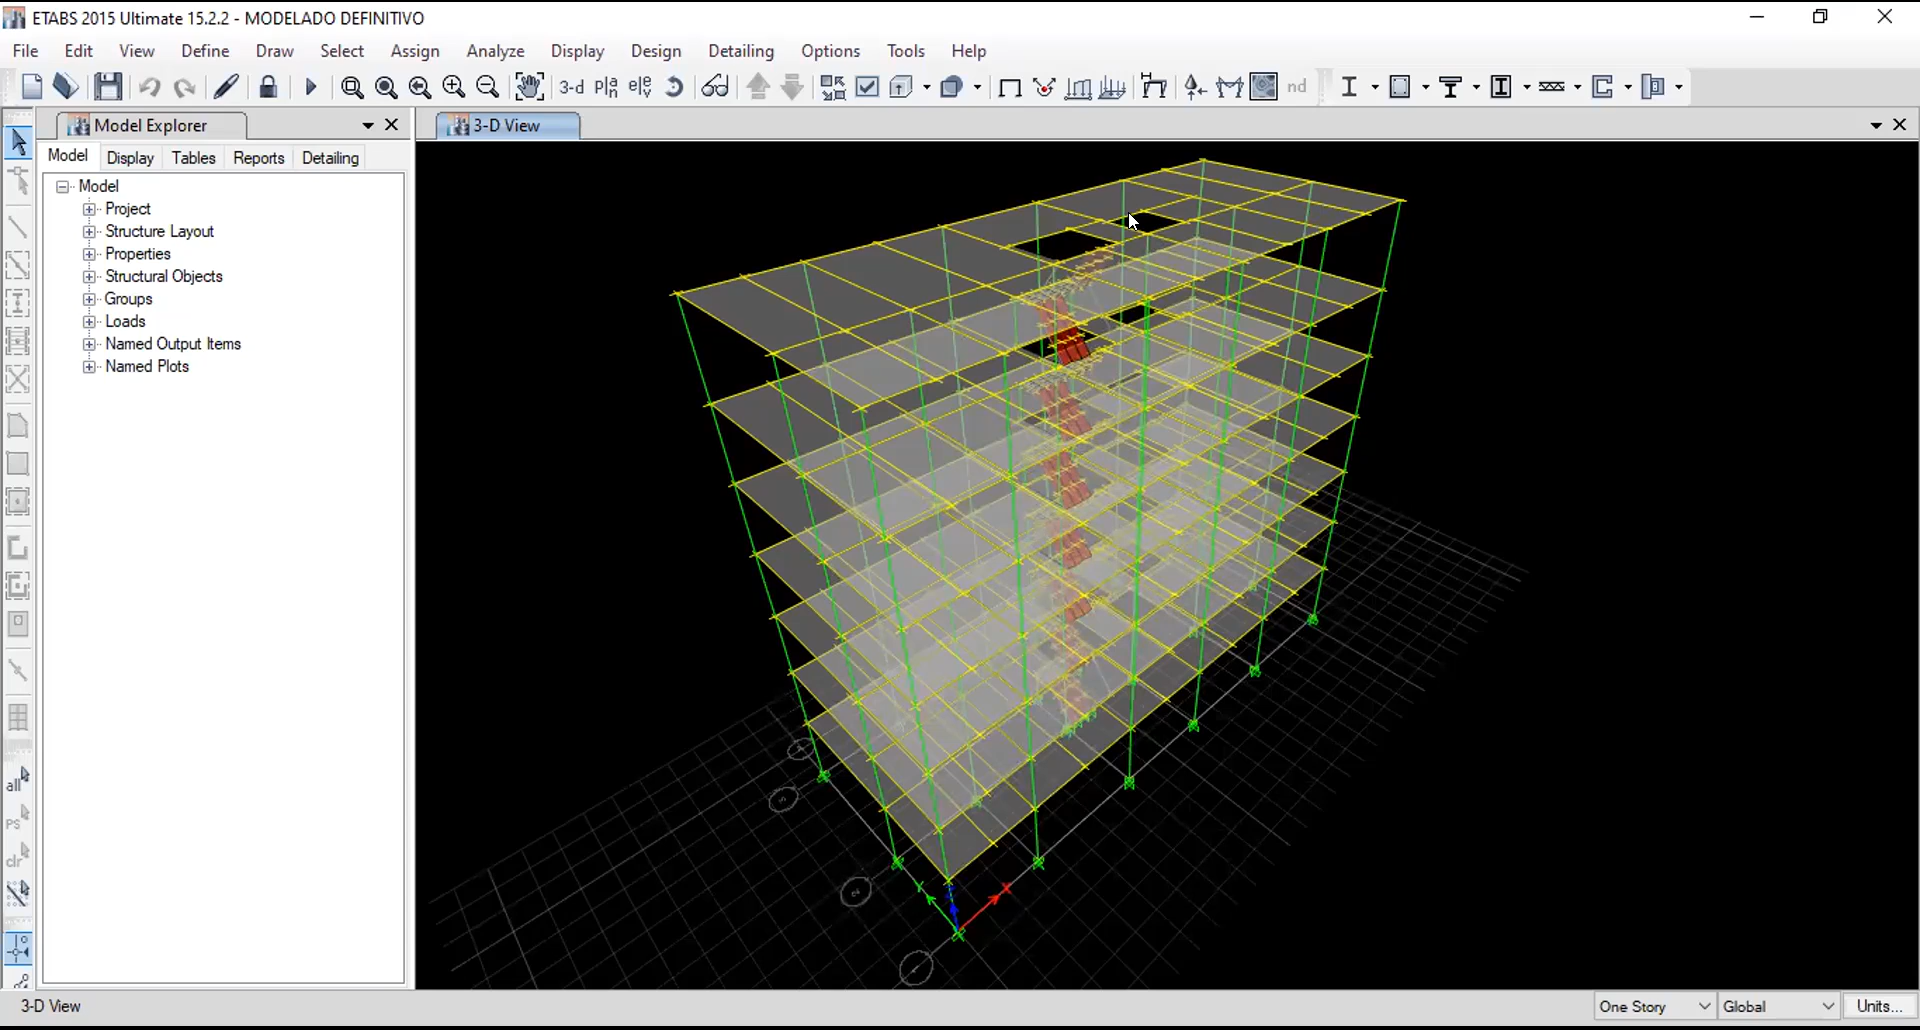 ETABS 2015 Ultimate 15.2.2 - MODELADO DEFINITIVO
File Edit View Define Draw Select Assign Analyze Display Design Detailing Options Tools Help
3-d pla ele nd
Model Explorer
3-D View
Model Display Tables Reports Detailing
Model
Project
Structure Layout
Properties
Structural Objects
Groups
Loads
Named Output Items
Named Plots
all
ps
clr
3-D View
One Story
Global
Units...